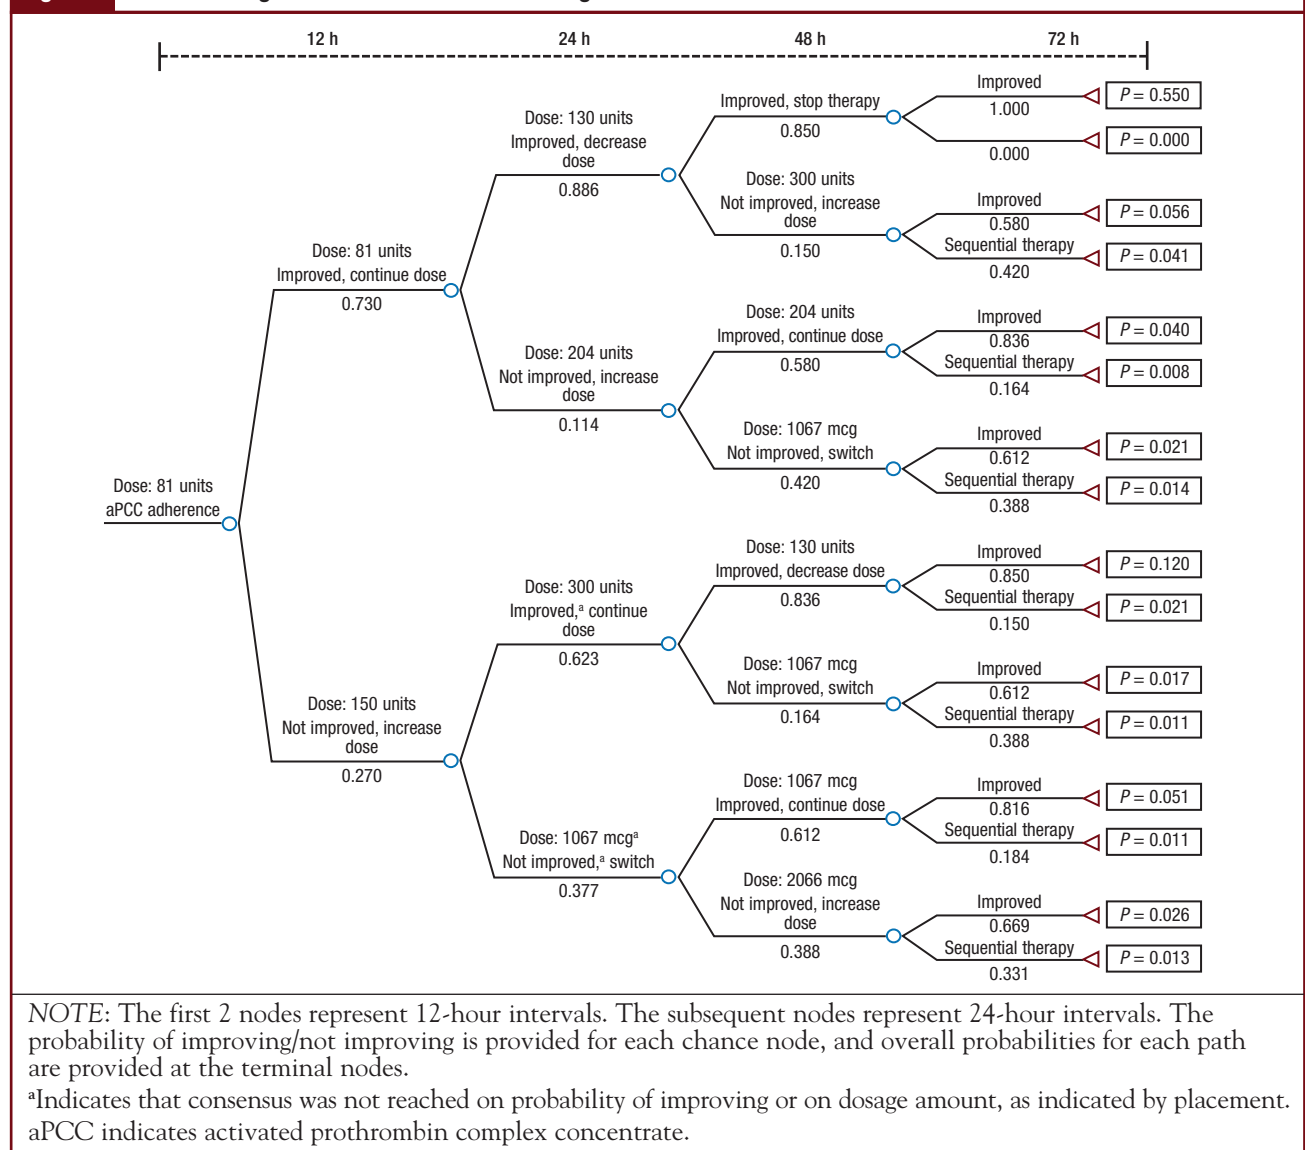 12 h
24 h
48 h
72 h
Dose: 81 units
aPCC adherence
Dose: 81 units
Improved, continue dose
0.730
Dose: 150 units
Not improved, increase
dose
0.270
Dose: 130 units
Improved, decrease
dose
0.886
Dose: 204 units
Not improved, increase
dose
0.114
Dose: 300 units
Improved,ᵃ continue
dose
0.623
Dose: 1067 mcgᵃ
Not improved,ᵃ switch
0.377
Improved, stop therapy
0.850
Dose: 300 units
Not improved, increase
dose
0.150
Dose: 204 units
Improved, continue dose
0.580
Dose: 1067 mcg
Not improved, switch
0.420
Dose: 130 units
Improved, decrease dose
0.836
Dose: 1067 mcg
Not improved, switch
0.164
Dose: 1067 mcg
Improved, continue dose
0.612
Dose: 2066 mcg
Not improved, increase
dose
0.388
Improved
1.000
P = 0.550
0.000
P = 0.000
Improved
0.580
P = 0.056
Sequential therapy
0.420
P = 0.041
Improved
0.836
P = 0.040
Sequential therapy
0.164
P = 0.008
Improved
0.612
P = 0.021
Sequential therapy
0.388
P = 0.014
Improved
0.850
P = 0.120
Sequential therapy
0.150
P = 0.021
Improved
0.612
P = 0.017
Sequential therapy
0.388
P = 0.011
Improved
0.816
P = 0.051
Sequential therapy
0.184
P = 0.011
Improved
0.669
P = 0.026
Sequential therapy
0.331
P = 0.013
NOTE: The first 2 nodes represent 12-hour intervals. The subsequent nodes represent 24-hour intervals. The
probability of improving/not improving is provided for each chance node, and overall probabilities for each path
are provided at the terminal nodes.
ᵃIndicates that consensus was not reached on probability of improving or on dosage amount, as indicated by placement.
aPCC indicates activated prothrombin complex concentrate.